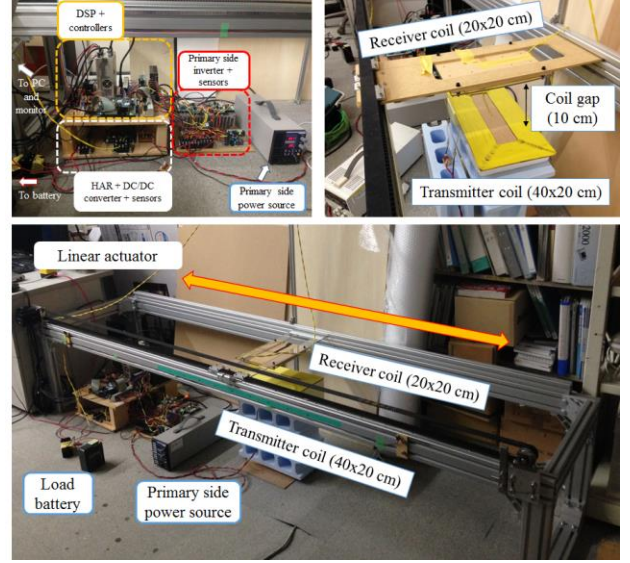 DSP +
controllers
To PC
and
monitor
Primary side
inverter +
sensors
HAR + DC/DC
converter + sensors
To battery
Primary side
power source
Receiver coil (20x20 cm)
Coil gap
(10 cm)
Transmitter coil (40x20 cm)
Linear actuator
Receiver coil (20x20 cm)
Transmitter coil (40x20 cm)
Load
battery
Primary side
power source
2000